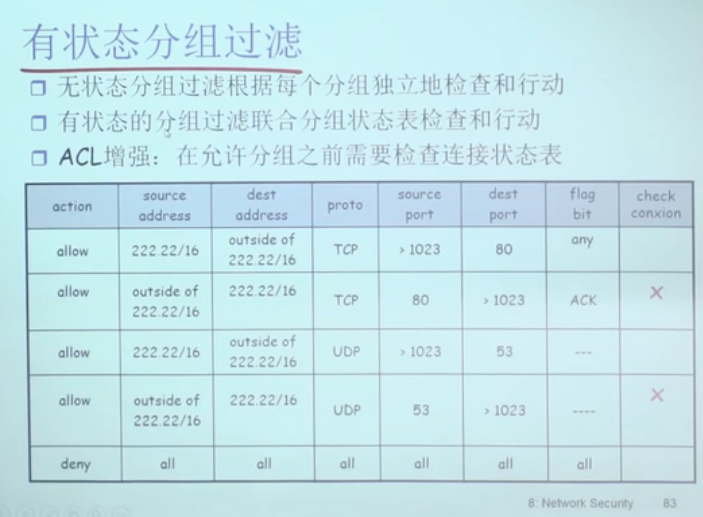 有状态分组过滤
无状态分组过滤根据每个分组独立地检查和行动
有状态的分组过滤联合分组状态表检查和行动
ACL增强：在允许分组之前需要检查连接状态表
action source address dest address proto source port dest port flag bit check conxion
allow 222.22/16 outside of 222.22/16 TCP > 1023 80 any
allow outside of 222.22/16 222.22/16 TCP 80 > 1023 ACK X
allow 222.22/16 outside of 222.22/16 UDP > 1023 53 ---
allow outside of 222.22/16 222.22/16 UDP 53 > 1023 ---- X
deny all all all all all all
8: Network Security 83